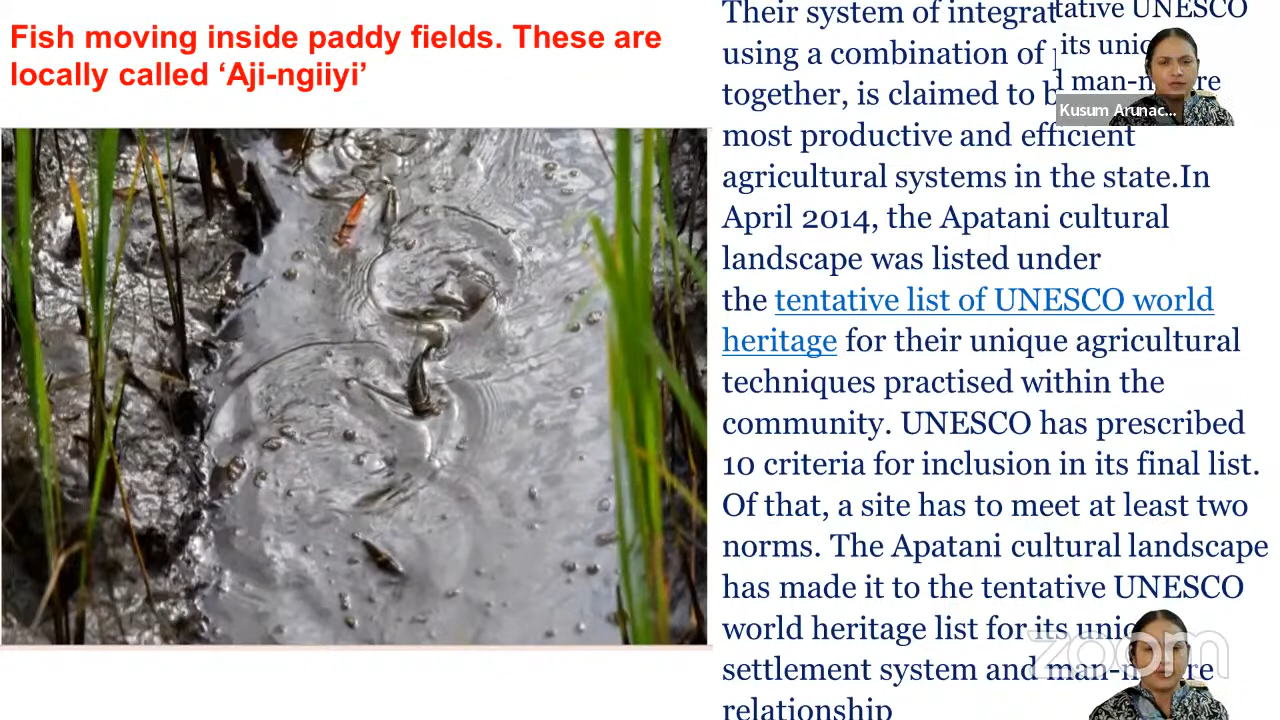 Fish moving inside paddy fields. These are
locally called ‘Aji-ngiiyi’
Their system of
using a combination of
together, is claimed to
most productive and efficient
agricultural systems in the state.In
April 2014, the Apatani cultural
landscape was listed under
the tentative list of UNESCO world
heritage for their unique agricultural
techniques practised within the
community. UNESCO has prescribed
10 criteria for inclusion in its final list.
Of that, a site has to meet at least two
norms. The Apatani cultural landscape
has made it to the tentative UNESCO
world heritage list for its
settlement system and
relationship
UNESCO
its
Kusum Arunac...
zoom